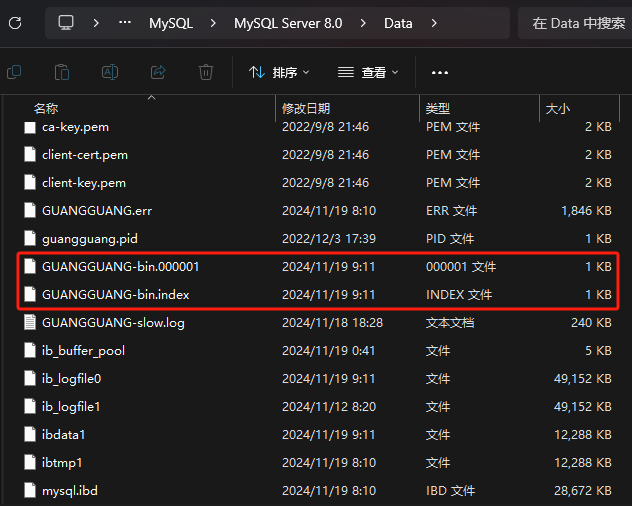 MySQL > MySQL Server 8.0 > Data >
在 Data 中搜索
排序 查看
名称 修改日期 类型 大小
ca-key.pem 2022/9/8 21:46 PEM 文件 2 KB
client-cert.pem 2022/9/8 21:46 PEM 文件 2 KB
client-key.pem 2022/9/8 21:46 PEM 文件 2 KB
GUANGGUANG.err 2024/11/19 8:10 ERR 文件 1,846 KB
guangguang.pid 2022/12/3 17:39 PID 文件 1 KB
GUANGGUANG-bin.000001 2024/11/19 9:11 000001 文件 1 KB
GUANGGUANG-bin.index 2024/11/19 9:11 INDEX 文件 1 KB
GUANGGUANG-slow.log 2024/11/18 18:28 文本文档 240 KB
ib_buffer_pool 2024/11/19 0:41 文件 5 KB
ib_logfile0 2024/11/19 9:11 文件 49,152 KB
ib_logfile1 2024/11/12 8:20 文件 49,152 KB
ibdata1 2024/11/19 9:11 文件 12,288 KB
ibtmp1 2024/11/19 8:10 文件 12,288 KB
mysql.ibd 2024/11/19 9:11 IBD 文件 28,672 KB